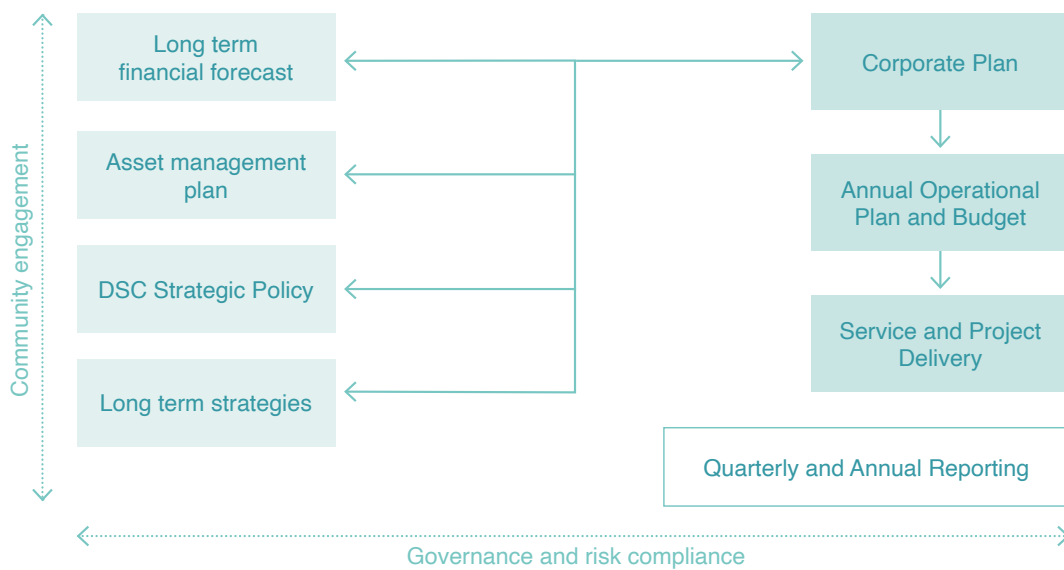 Long term
financial forecast
Asset management
plan
DSC Strategic Policy
Long term strategies
Corporate Plan
Annual Operational
Plan and Budget
Service and Project
Delivery
Quarterly and Annual Reporting
Community engagement
Governance and risk compliance